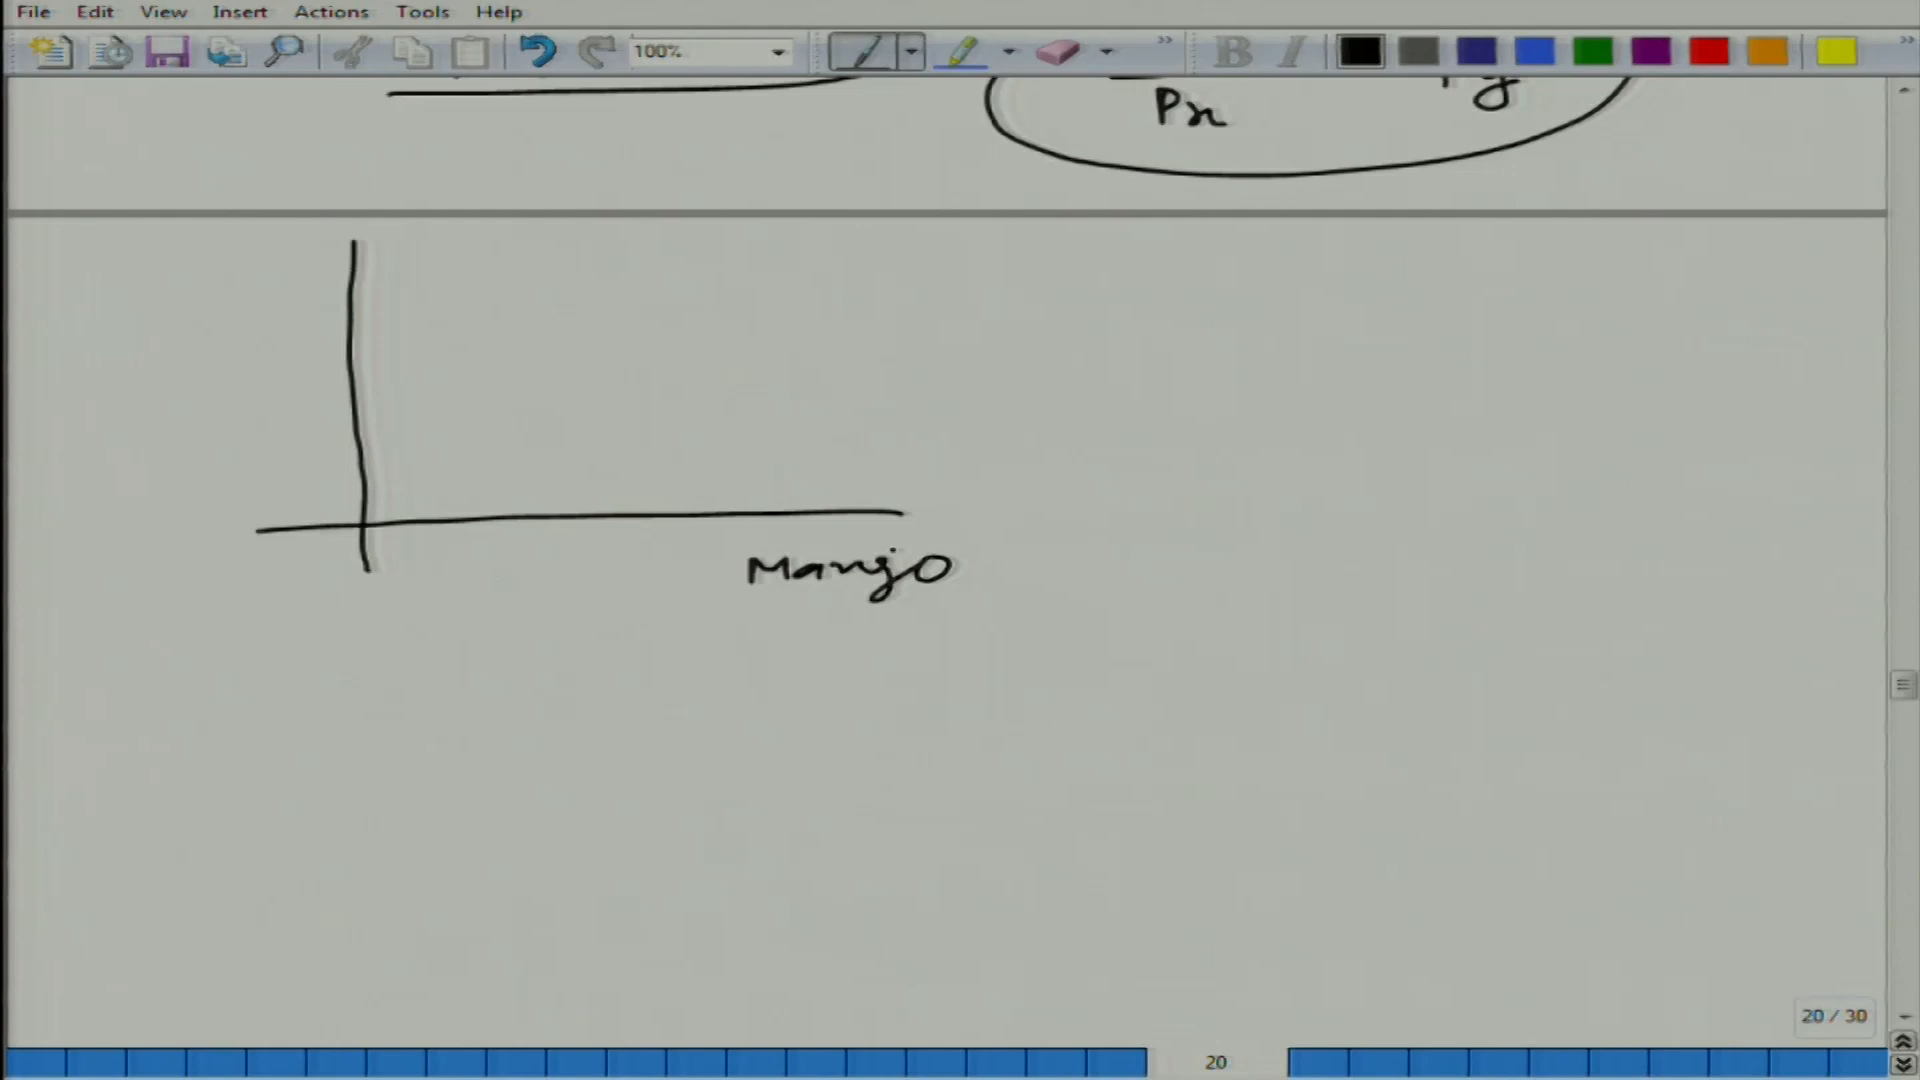 File Edit View Insert Actions Tools Help
100% B I
Px
Mango
20 / 30
20